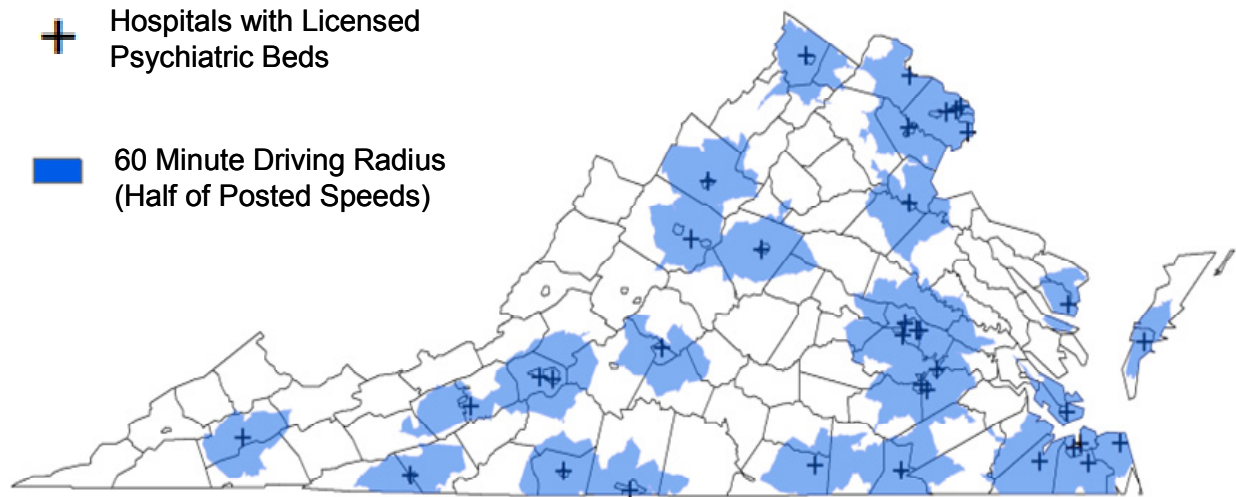 Hospitals with Licensed
Psychiatric Beds
60 Minute Driving Radius
(Half of Posted Speeds)